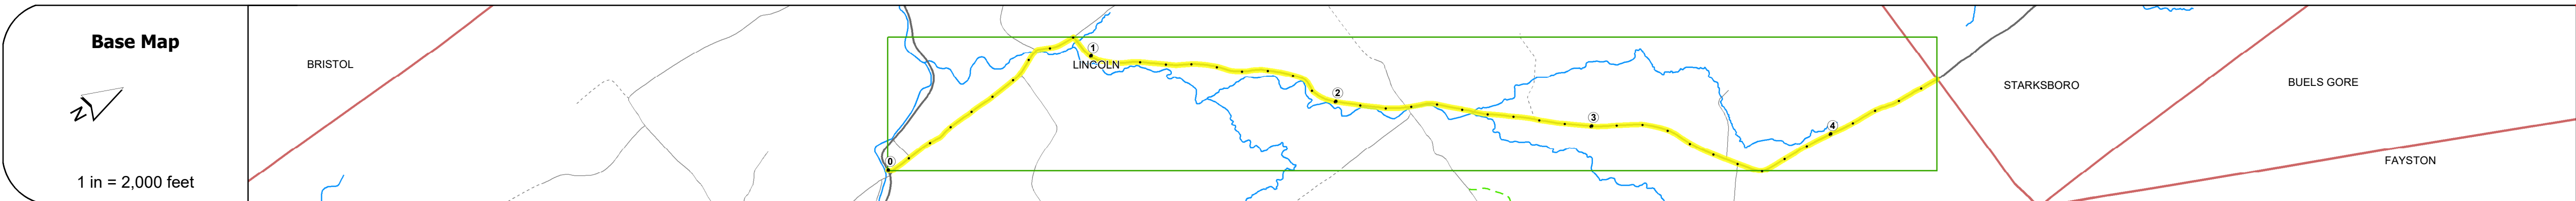 Base Map
N
1 in = 2,000 feet
BRISTOL
0
1
LINCOLN
2
3
4
STARKSBORO
BUELS GORE
FAYSTON